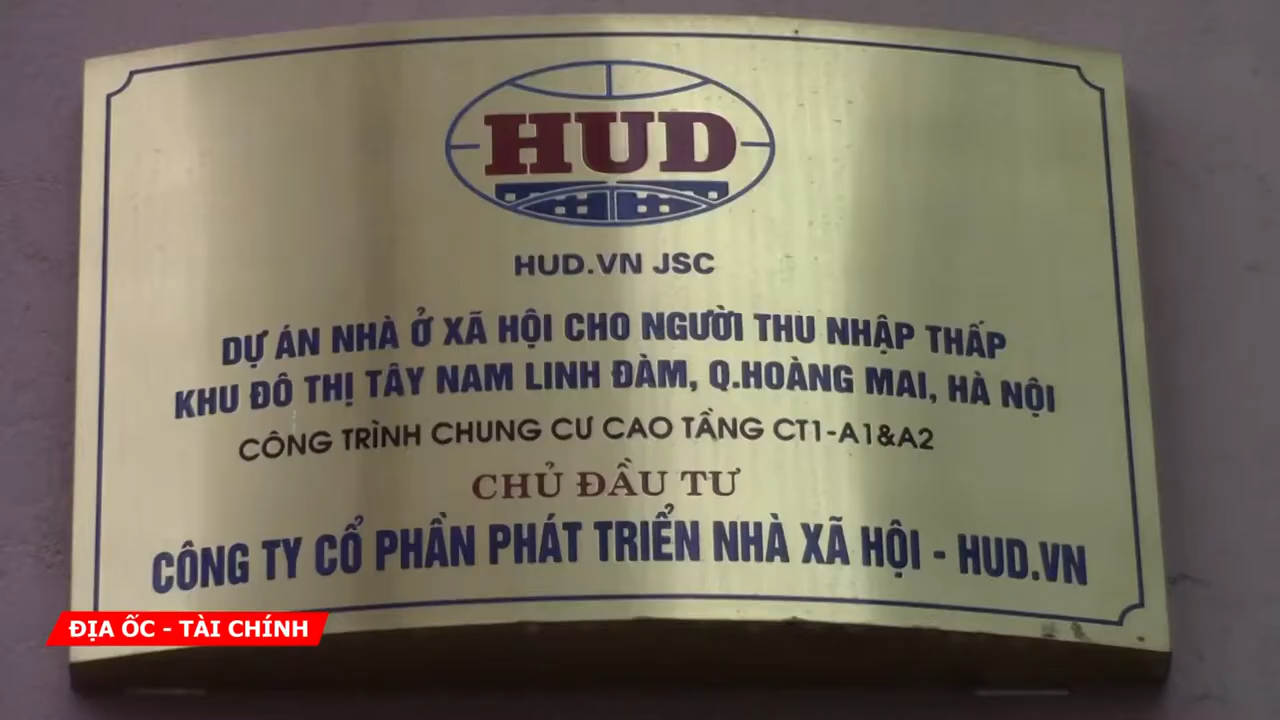 HUD
HUD.VN JSC
DỰ ÁN NHÀ Ở XÃ HỘI CHO NGƯỜI THU NHẬP THẤP
KHU ĐÔ THỊ TÂY NAM LINH ĐÀM, Q.HOÀNG MAI, HÀ NỘI
CÔNG TRÌNH CHUNG CƯ CAO TẦNG CT1-A1&A2
CHỦ ĐẦU TƯ
CÔNG TY CỔ PHẦN PHÁT TRIỂN NHÀ XÃ HỘI - HUD.VN
ĐỊA ỐC - TÀI CHÍNH